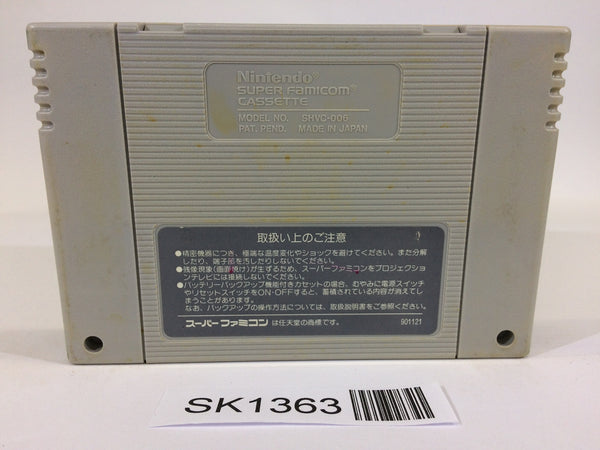 Nintendo®
SUPER FAMICOM®
CASSETTE
MODEL NO. SHVC-006
PAT. PEND. MADE IN JAPAN
取扱い上のご注意
●精密機器につき、極端な温度変化やショックを避けてください。また分解
したり、端子部を汚したりしないでください。
●残像現象(画面焼け)が生ずるため、スーパーファミコンをプロジェクショ
ンテレビには接続しないでください。
●バッテリーバックアップ機能付きカセットの場合、むやみに電源スイッチ
やリセットスイッチをON・OFFすると、蓄積されている内容が消えてし
まうことがあります。
なお、バックアップの操作方法については、取扱説明書をご参照ください。
スーパーファミコン は任天堂の商標です。 901121
SK1363